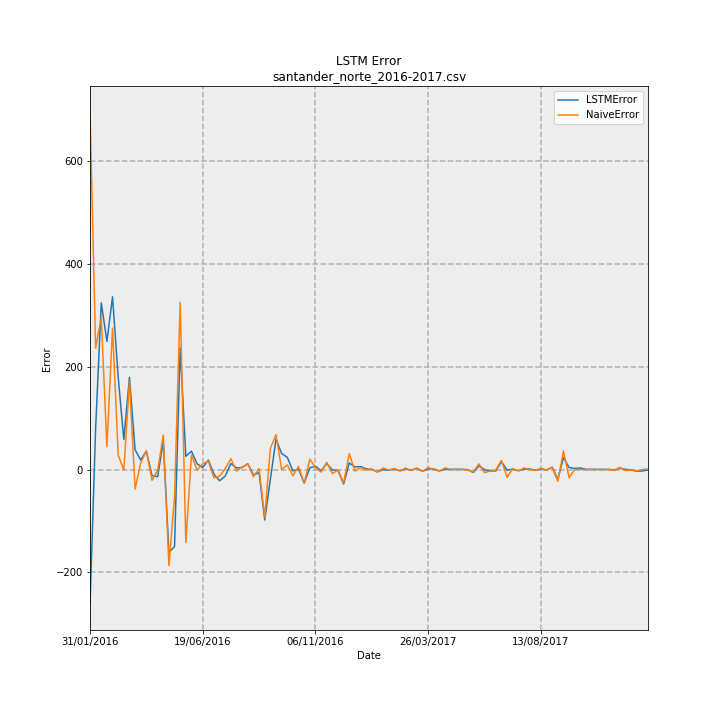 LSTM Error
santander_norte_2016-2017.csv
LSTMError
NaiveError
600
400
200
0
−200
Error
31/01/2016
19/06/2016
06/11/2016
26/03/2017
13/08/2017
Date